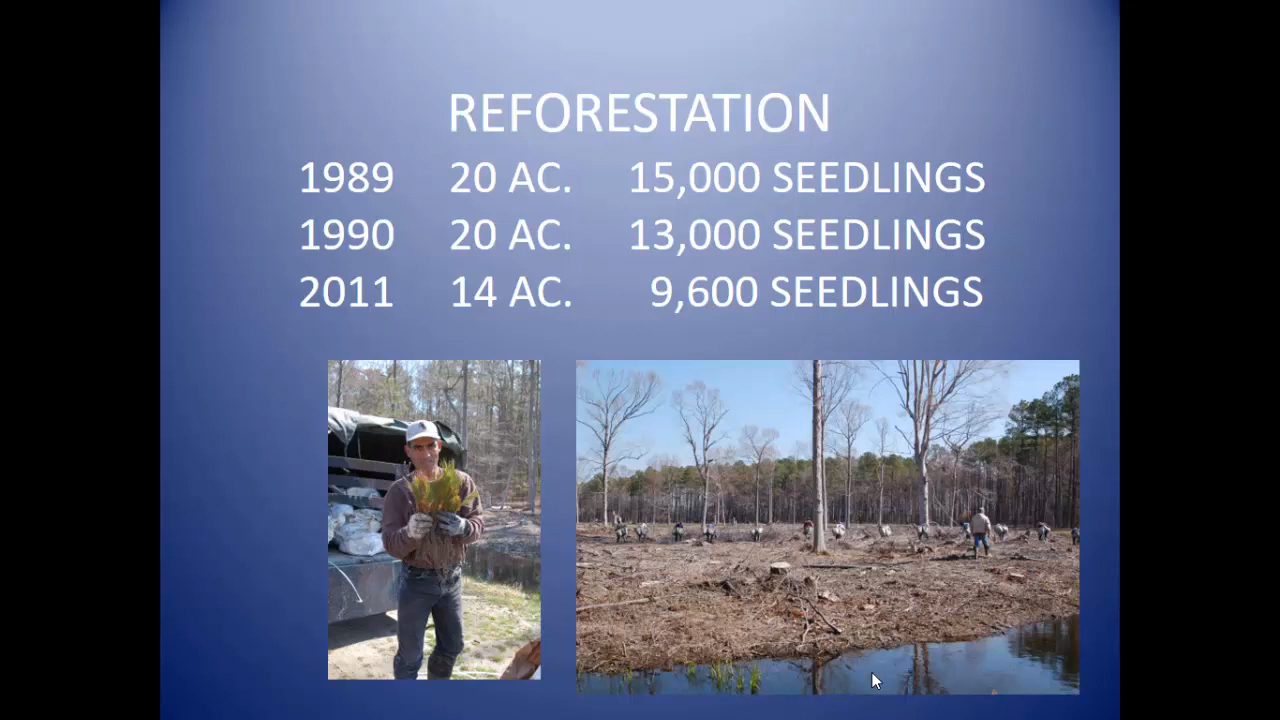 REFORESTATION
1989 20 AC. 15,000 SEEDLINGS
1990 20 AC. 13,000 SEEDLINGS
2011 14 AC. 9,600 SEEDLINGS